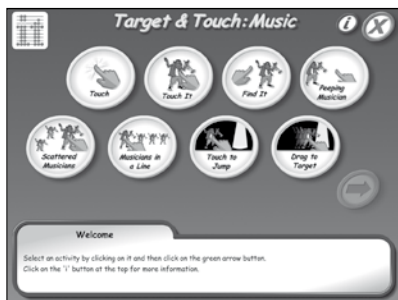 Target & Touch: Music
i
X
Touch
Touch It
Find It
Peeping
Musician
Scattered
Musicians
Musicians in
a Line
Touch to
Jump
Drag to
Target
Welcome
Select an activity by clicking on it and then click on the green arrow button.
Click on the 'i' button at the top for more information.